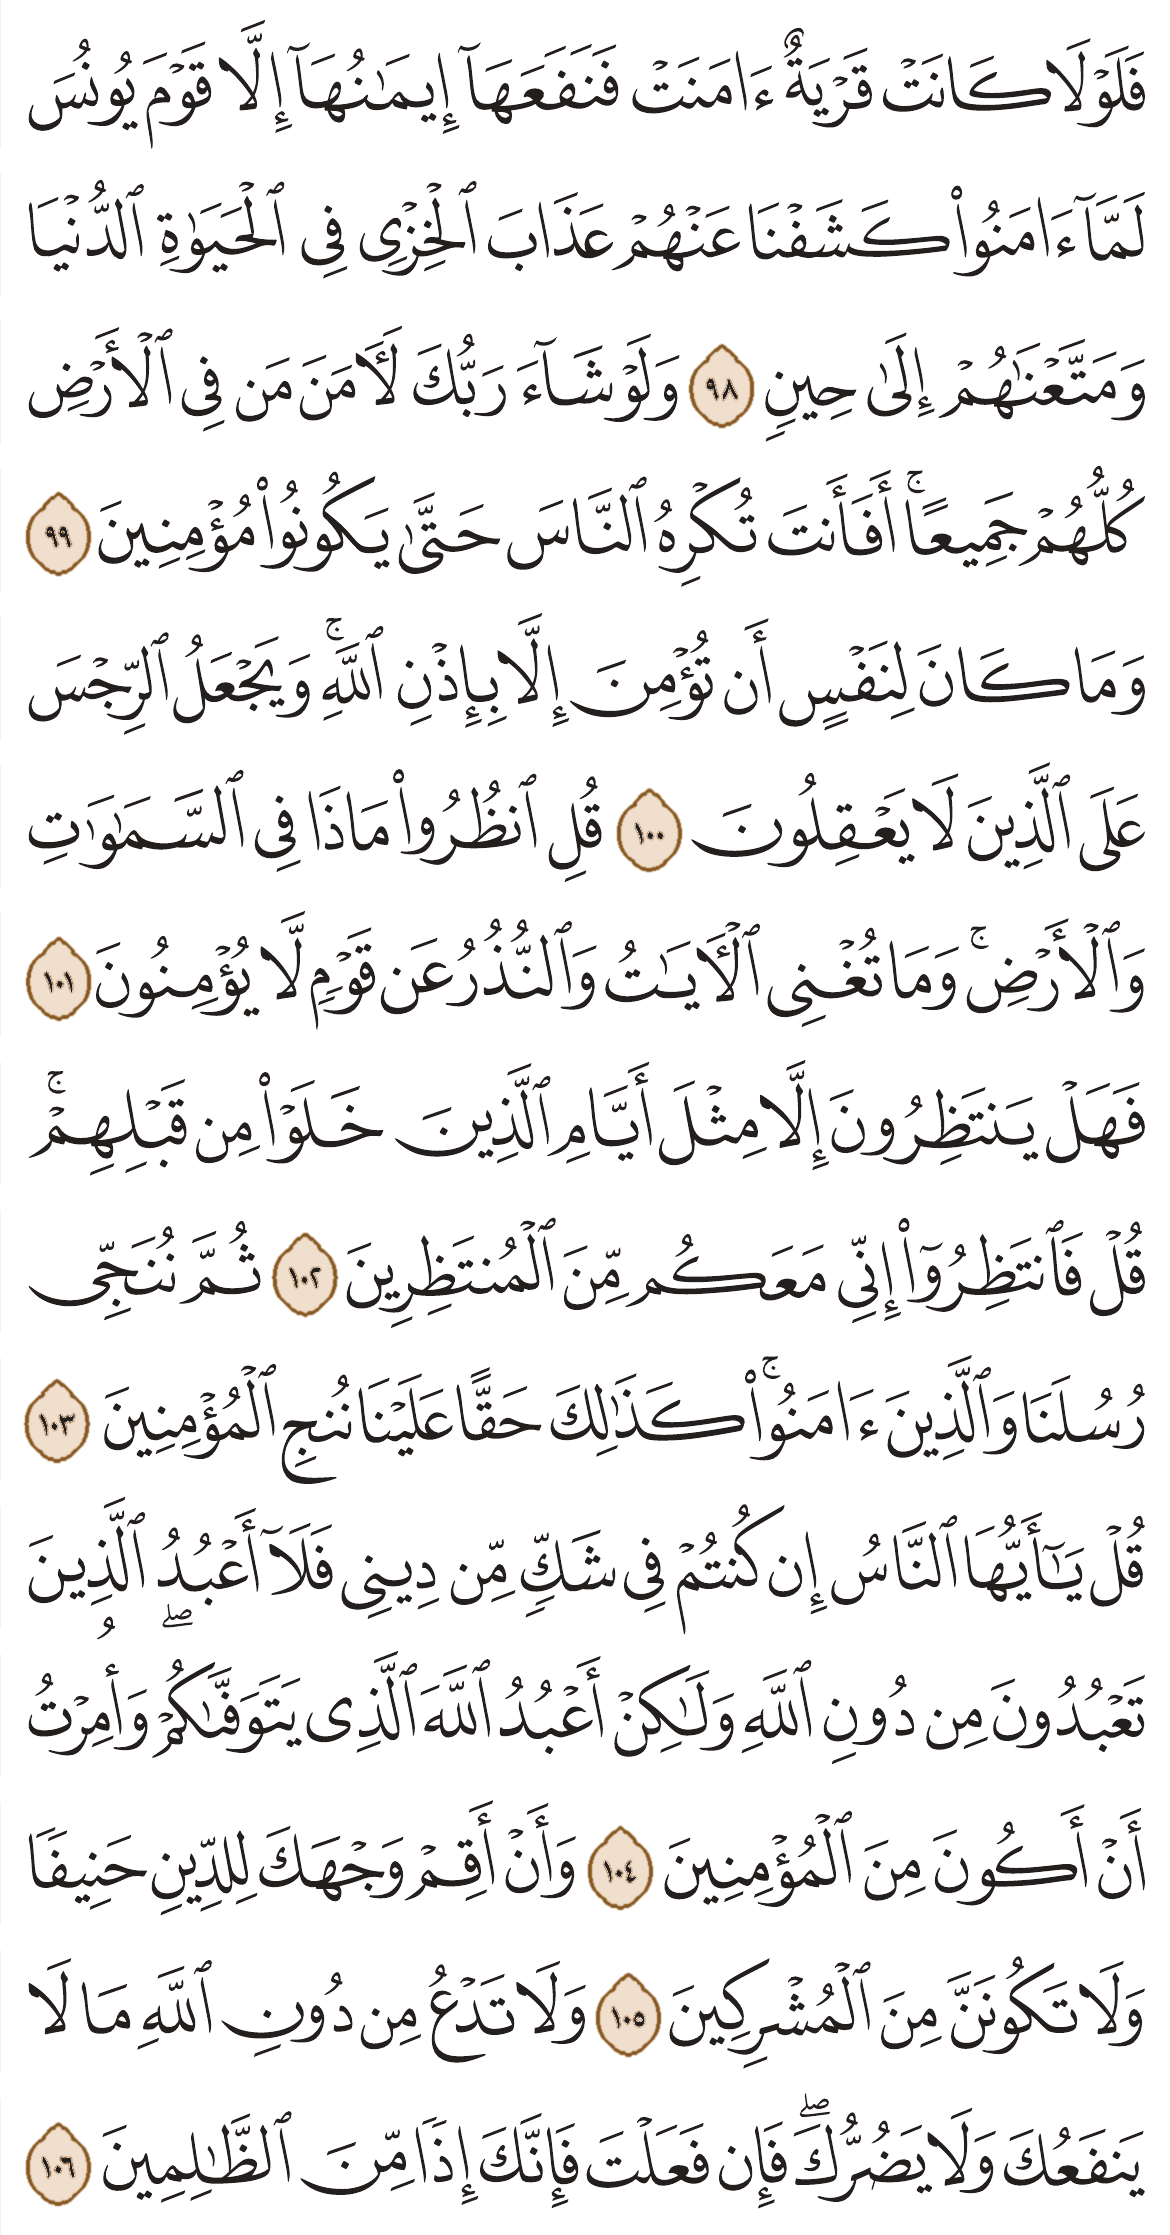 فَلَوْلَا كَانَتْ قَرْيَةٌ ءَامَنَتْ فَنَفَعَهَآ إِيمَـٰنُهَآ إِلَّا قَوْمَ يُونُسَ
لَمَّآ ءَامَنُوا۟ كَشَفْنَا عَنْهُمْ عَذَابَ ٱلْخِزْىِ فِى ٱلْحَيَوٰةِ ٱلدُّنْيَا
وَمَتَّعْنَـٰهُمْ إِلَىٰ حِينٍ ٩٨ وَلَوْ شَآءَ رَبُّكَ لَـَٔامَنَ مَن فِى ٱلْأَرْضِ
كُلُّهُمْ جَمِيعًا ۚ أَفَأَنتَ تُكْرِهُ ٱلنَّاسَ حَتَّىٰ يَكُونُوا۟ مُؤْمِنِينَ ٩٩
وَمَا كَانَ لِنَفْسٍ أَن تُؤْمِنَ إِلَّا بِإِذْنِ ٱللَّهِ ۚ وَيَجْعَلُ ٱلرِّجْسَ
عَلَى ٱلَّذِينَ لَا يَعْقِلُونَ ١٠٠ قُلِ ٱنظُرُوا۟ مَاذَا فِى ٱلسَّمَـٰوَٰتِ
وَٱلْأَرْضِ ۚ وَمَا تُغْنِى ٱلْـَٔايَـٰتُ وَٱلنُّذُرُ عَن قَوْمٍ لَّا يُؤْمِنُونَ ١٠١
فَهَلْ يَنتَظِرُونَ إِلَّا مِثْلَ أَيَّامِ ٱلَّذِينَ خَلَوْا۟ مِن قَبْلِهِمْ ۚ
قُلْ فَٱنتَظِرُوٓا۟ إِنِّى مَعَكُم مِّنَ ٱلْمُنتَظِرِينَ ١٠٢ ثُمَّ نُنَجِّى
رُسُلَنَا وَٱلَّذِينَ ءَامَنُوا۟ ۚ كَذَٰلِكَ حَقًّا عَلَيْنَا نُنجِ ٱلْمُؤْمِنِينَ ١٠٣
قُلْ يَـٰٓأَيُّهَا ٱلنَّاسُ إِن كُنتُمْ فِى شَكٍّ مِّن دِينِى فَلَآ أَعْبُدُ ٱلَّذِينَ
تَعْبُدُونَ مِن دُونِ ٱللَّهِ وَلَـٰكِنْ أَعْبُدُ ٱللَّهَ ٱلَّذِى يَتَوَفَّىٰكُمْ ۖ وَأُمِرْتُ
أَنْ أَكُونَ مِنَ ٱلْمُؤْمِنِينَ ١٠٤ وَأَنْ أَقِمْ وَجْهَكَ لِلدِّينِ حَنِيفًا
وَلَا تَكُونَنَّ مِنَ ٱلْمُشْرِكِينَ ١٠٥ وَلَا تَدْعُ مِن دُونِ ٱللَّهِ مَا لَا
يَنفَعُكَ وَلَا يَضُرُّكَ ۖ فَإِن فَعَلْتَ فَإِنَّكَ إِذًا مِّنَ ٱلظَّـٰلِمِينَ ١٠٦